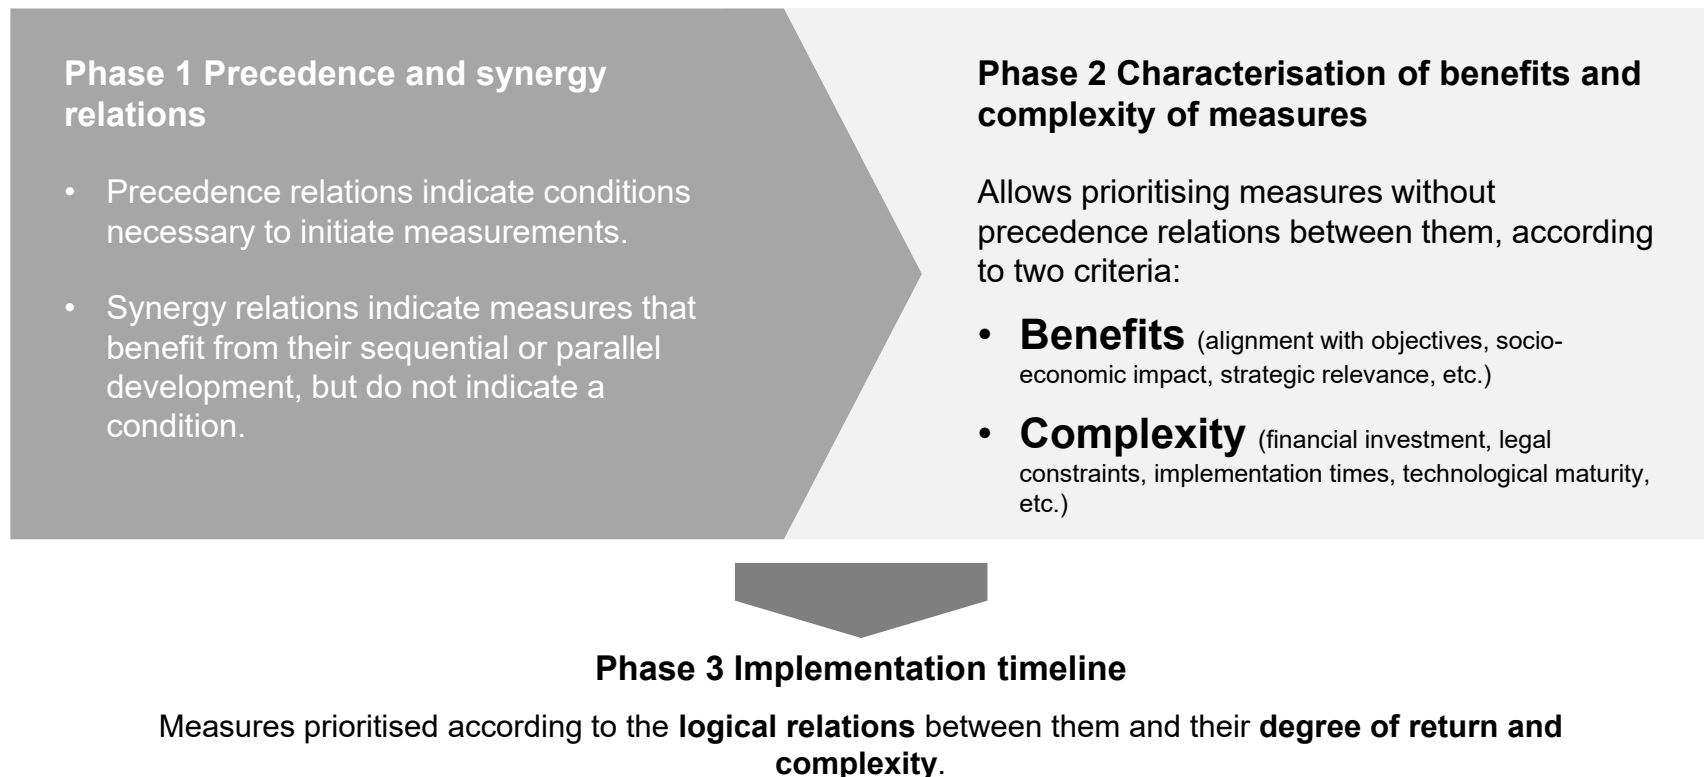 Phase 1 Precedence and synergy
relations
• Precedence relations indicate conditions
necessary to initiate measurements.
• Synergy relations indicate measures that
benefit from their sequential or parallel
development, but do not indicate a
condition.
Phase 2 Characterisation of benefits and
complexity of measures
Allows prioritising measures without
precedence relations between them, according
to two criteria:
• Benefits (alignment with objectives, socio-
economic impact, strategic relevance, etc.)
• Complexity (financial investment, legal
constraints, implementation times, technological maturity,
etc.)
Phase 3 Implementation timeline
Measures prioritised according to the logical relations between them and their degree of return and
complexity.